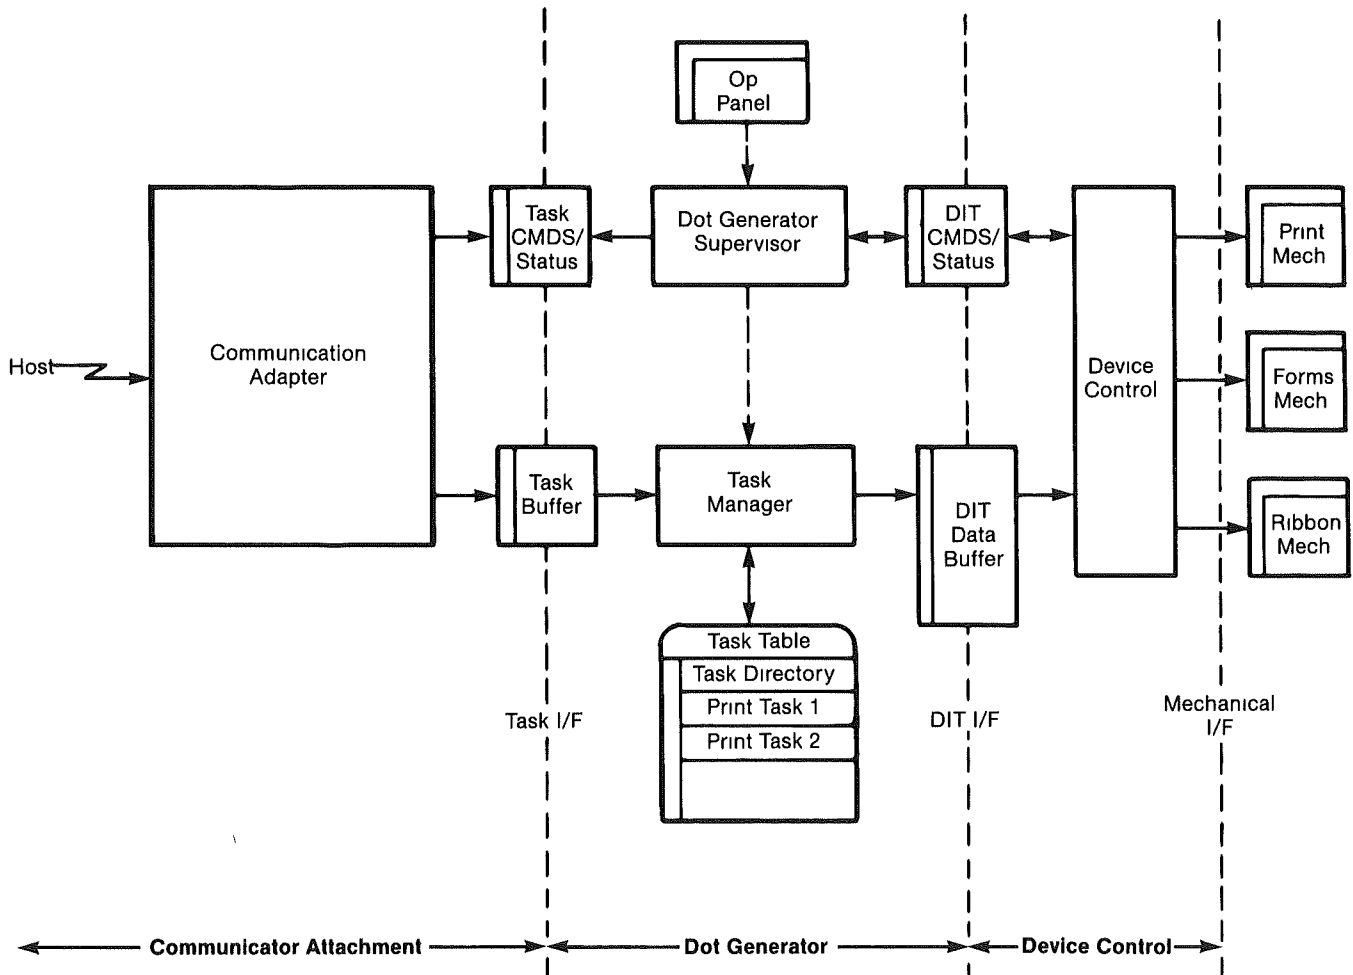 Op
Panel
Task
CMDS/
Status
Dot Generator
Supervisor
DIT
CMDS/
Status
Print
Mech
Host
Communication
Adapter
Device
Control
Forms
Mech
Task
Buffer
Task
Manager
DIT
Data
Buffer
Ribbon
Mech
Task Table
Task Directory
Print Task 1
Print Task 2
Task I/F
DIT I/F
Mechanical
I/F
Communicator Attachment
Dot Generator
Device Control